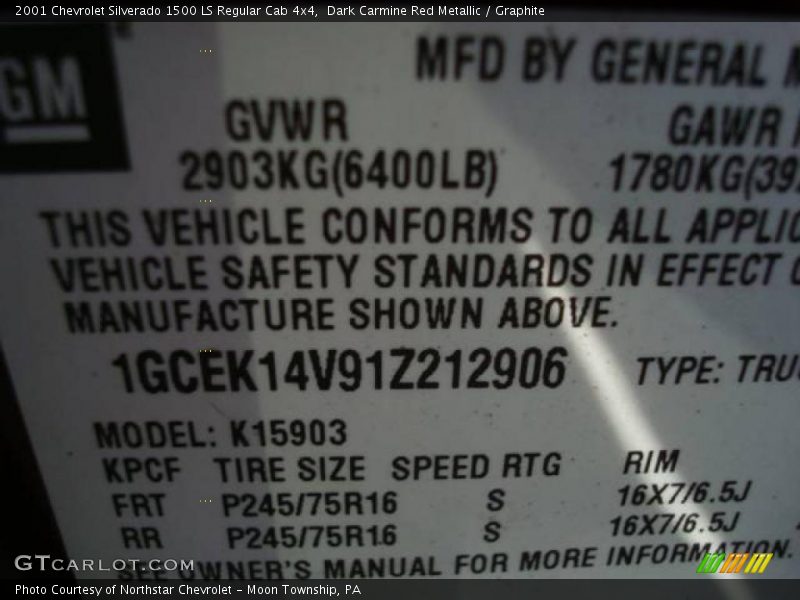 2001 Chevrolet Silverado 1500 LS Regular Cab 4x4,  Dark Carmine Red Metallic / Graphite
GM
MFD BY GENERAL
GVWR
GAWR
2903KG(6400LB)
1780KG(39
THIS VEHICLE CONFORMS TO ALL APPLIC
VEHICLE SAFETY STANDARDS IN EFFECT
MANUFACTURE SHOWN ABOVE.
1GCEK14V91Z212906
TYPE: TRU
MODEL: K15903
KPCF TIRE SIZE SPEED RTG RIM
FRT P245/75R16 S 16X7/6.5J
RR P245/75R16 S 16X7/6.5J
SEE OWNER'S MANUAL FOR MORE INFORMATION.
GTcarlot.com
Photo Courtesy of Northstar Chevrolet - Moon Township, PA